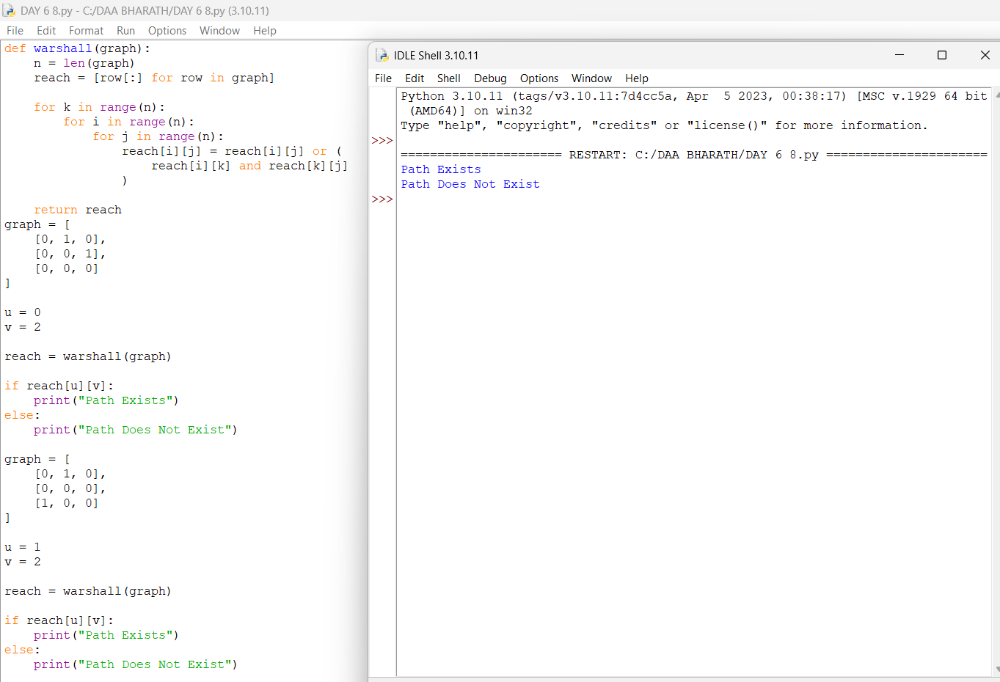 DAY 6 8.py - C:/DAA BHARATH/DAY 6 8.py (3.10.11)
File Edit Format Run Options Window Help
def warshall(graph):
    n = len(graph)
    reach = [row[:] for row in graph]

    for k in range(n):
        for i in range(n):
            for j in range(n):
                reach[i][j] = reach[i][j] or (
                    reach[i][k] and reach[k][j]
                )

    return reach
graph = [
    [0, 1, 0],
    [0, 0, 1],
    [0, 0, 0]
]

u = 0
v = 2

reach = warshall(graph)

if reach[u][v]:
    print("Path Exists")
else:
    print("Path Does Not Exist")

graph = [
    [0, 1, 0],
    [0, 0, 0],
    [1, 0, 0]
]

u = 1
v = 2

reach = warshall(graph)

if reach[u][v]:
    print("Path Exists")
else:
    print("Path Does Not Exist")
IDLE Shell 3.10.11
File Edit Shell Debug Options Window Help
Python 3.10.11 (tags/v3.10.11:7d4cc5a, Apr  5 2023, 00:38:17) [MSC v.1929 64 bit
 (AMD64)] on win32
Type "help", "copyright", "credits" or "license()" for more information.
>>>
====================== RESTART: C:/DAA BHARATH/DAY 6 8.py ======================
Path Exists
Path Does Not Exist
>>>